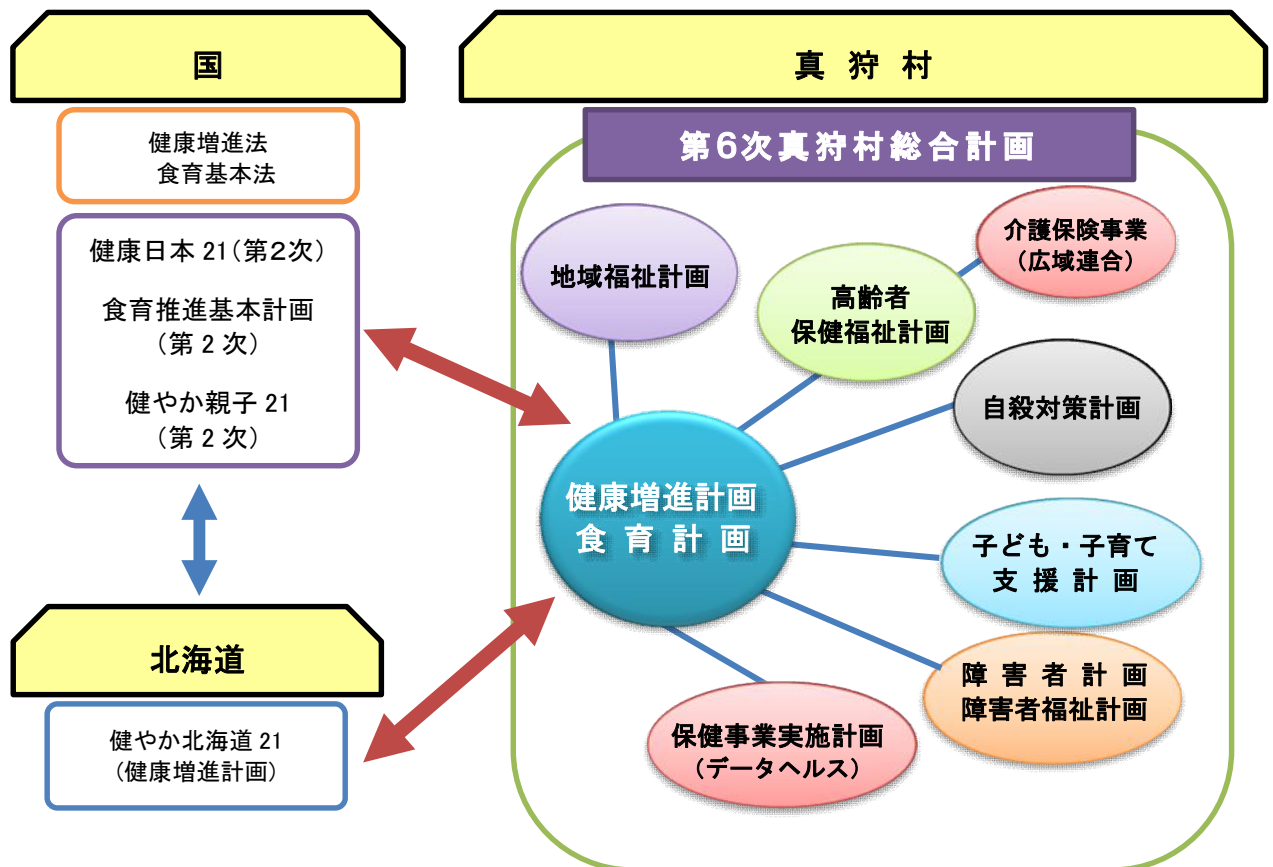 国
健康増進法
食育基本法
健康日本 21(第2次)
食育推進基本計画
(第 2 次)
健やか親子 21
(第 2 次)
北海道
健やか北海道 21
(健康増進計画)
真 狩 村
第6次真狩村総合計画
地域福祉計画
高齢者
保健福祉計画
介護保険事業
(広域連合)
自殺対策計画
健康増進計画
食 育 計 画
子ども・子育て
支 援 計 画
障 害 者 計 画
障害者福祉計画
保健事業実施計画
(データヘルス)